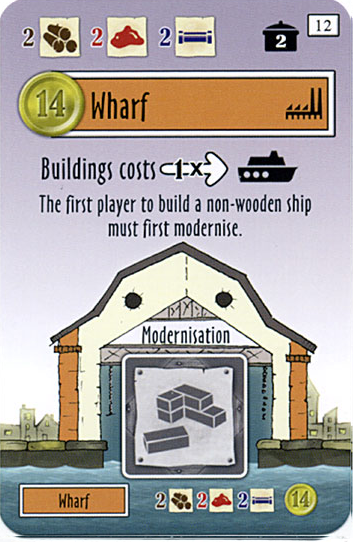 2 2 2 2 12
14 Wharf
Buildings costs 1x
The first player to build a non-wooden ship
must first modernise.
Modernisation
Wharf 2 2 2 14